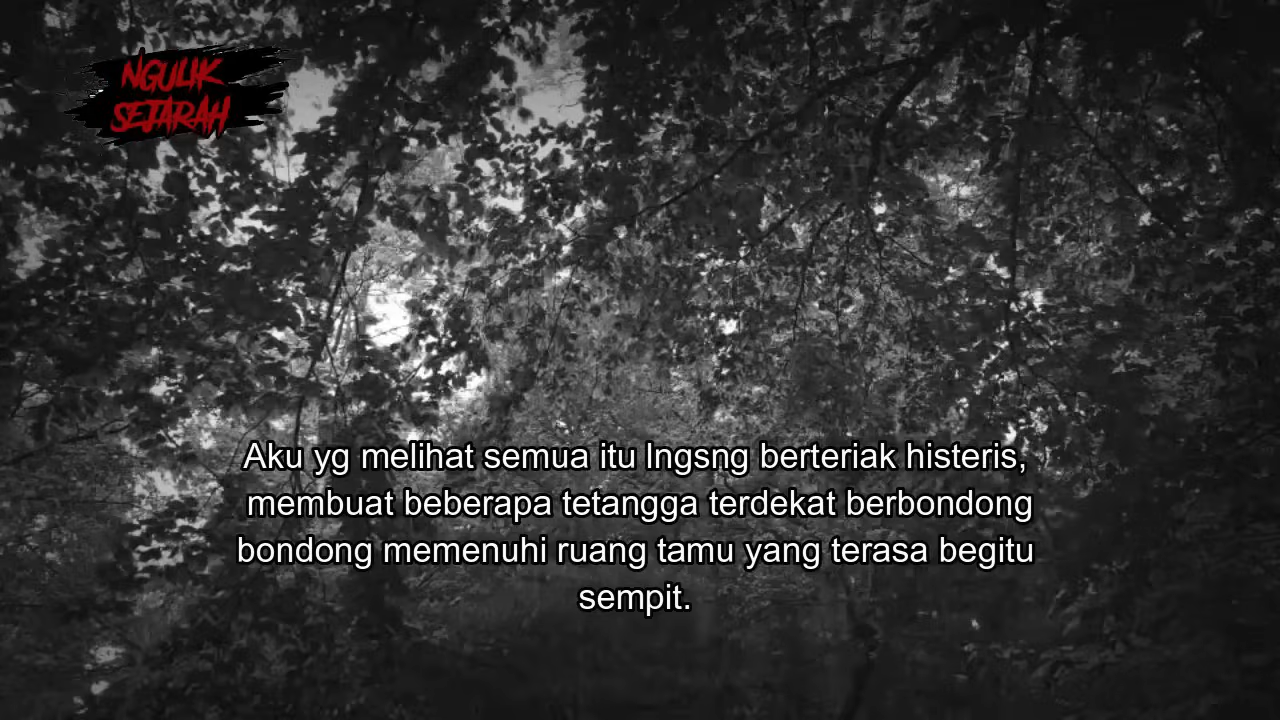 NGULIK
SEJARAH
Aku yg melihat semua itu lngsng berteriak histeris,
membuat beberapa tetangga terdekat berbondong
bondong memenuhi ruang tamu yang terasa begitu
sempit.